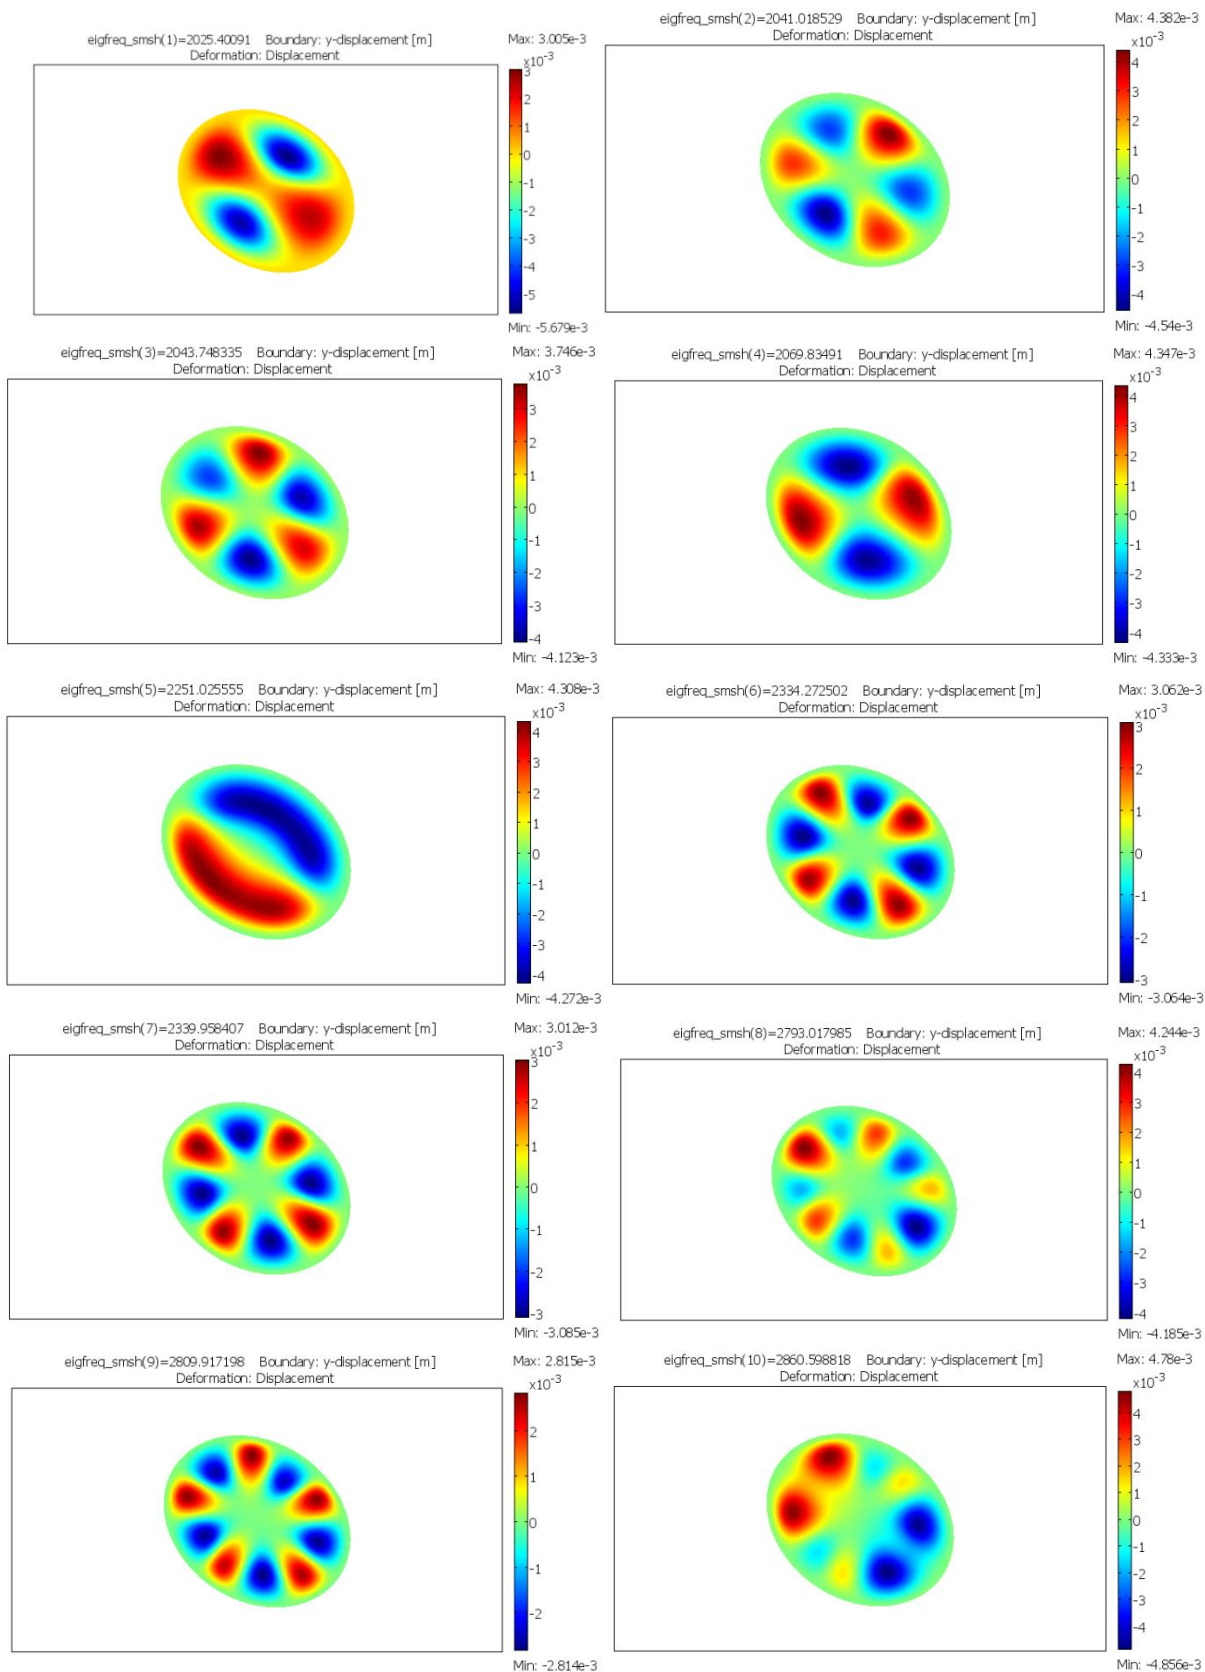 eigfreq_smsh(1)=2025.40091 Boundary: y-displacement [m] Max: 3.005e-3
Deformation: Displacement
x10⁻³
3
2
1
0
-1
-2
-3
-4
-5
Min: -5.679e-3
eigfreq_smsh(2)=2041.018529 Boundary: y-displacement [m] Max: 4.382e-3
Deformation: Displacement
x10⁻³
4
3
2
1
0
-1
-2
-3
-4
Min: -4.54e-3
eigfreq_smsh(3)=2043.748335 Boundary: y-displacement [m] Max: 3.746e-3
Deformation: Displacement
x10⁻³
3
2
1
0
-1
-2
-3
-4
Min: -4.123e-3
eigfreq_smsh(4)=2069.83491 Boundary: y-displacement [m] Max: 4.347e-3
Deformation: Displacement
x10⁻³
4
3
2
1
0
-1
-2
-3
-4
Min: -4.333e-3
eigfreq_smsh(5)=2251.025555 Boundary: y-displacement [m] Max: 4.308e-3
Deformation: Displacement
x10⁻³
4
3
2
1
0
-1
-2
-3
-4
Min: -4.272e-3
eigfreq_smsh(6)=2334.272502 Boundary: y-displacement [m] Max: 3.062e-3
Deformation: Displacement
x10⁻³
3
2
1
0
-1
-2
-3
Min: -3.064e-3
eigfreq_smsh(7)=2339.958407 Boundary: y-displacement [m] Max: 3.012e-3
Deformation: Displacement
x10⁻³
3
2
1
0
-1
-2
-3
Min: -3.085e-3
eigfreq_smsh(8)=2793.017985 Boundary: y-displacement [m] Max: 4.244e-3
Deformation: Displacement
x10⁻³
4
3
2
1
0
-1
-2
-3
-4
Min: -4.185e-3
eigfreq_smsh(9)=2809.917198 Boundary: y-displacement [m] Max: 2.815e-3
Deformation: Displacement
x10⁻³
2
1
0
-1
-2
Min: -2.814e-3
eigfreq_smsh(10)=2860.598818 Boundary: y-displacement [m] Max: 4.78e-3
Deformation: Displacement
x10⁻³
4
3
2
1
0
-1
-2
-3
-4
Min: -4.856e-3